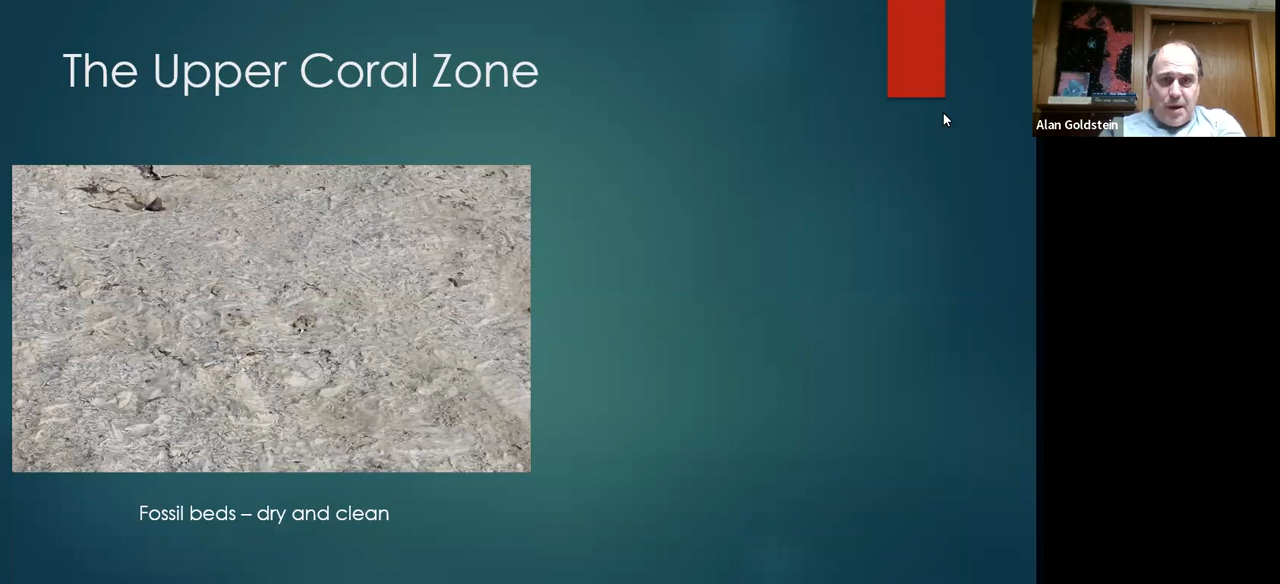 The Upper Coral Zone
Alan Goldstein
Fossil beds – dry and clean